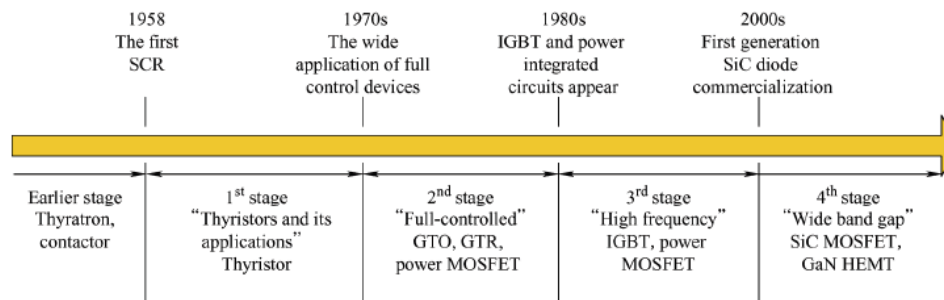 1958
The first
SCR
1970s
The wide
application of full
control devices
1980s
IGBT and power
integrated
circuits appear
2000s
First generation
SiC diode
commercialization
Earlier stage
Thyratron,
contactor
1st stage
“Thyristors and its
applications”
Thyristor
2nd stage
“Full-controlled”
GTO, GTR,
power MOSFET
3rd stage
“High frequency”
IGBT, power
MOSFET
4th stage
“Wide band gap”
SiC MOSFET,
GaN HEMT